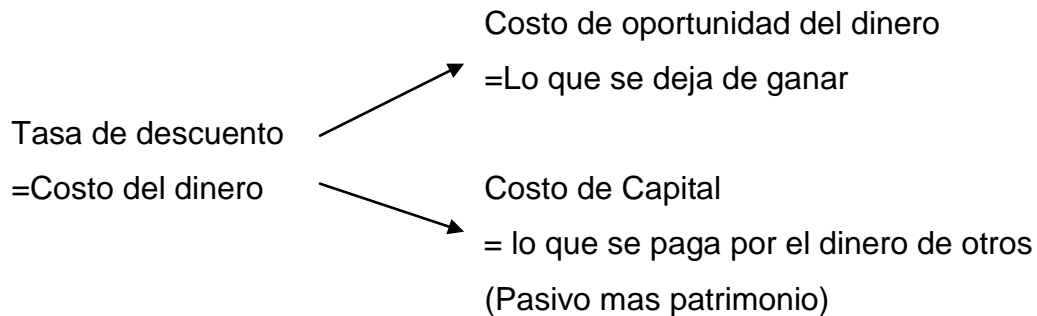 Costo de oportunidad del dinero
=Lo que se deja de ganar
Tasa de descuento
=Costo del dinero
Costo de Capital
= lo que se paga por el dinero de otros
(Pasivo mas patrimonio)